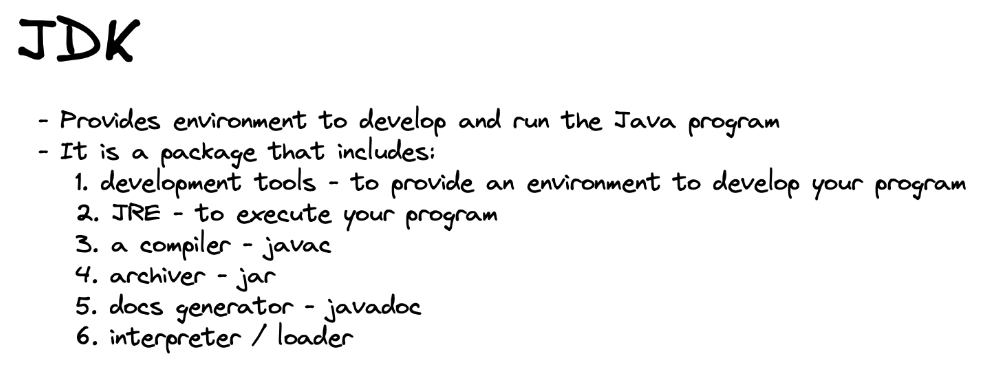 JDK
- Provides environment to develop and run the Java program
- It is a package that includes:
1. development tools - to provide an environment to develop your program
2. JRE - to execute your program
3. a compiler - javac
4. archiver - jar
5. docs generator - javadoc
6. interpreter / loader